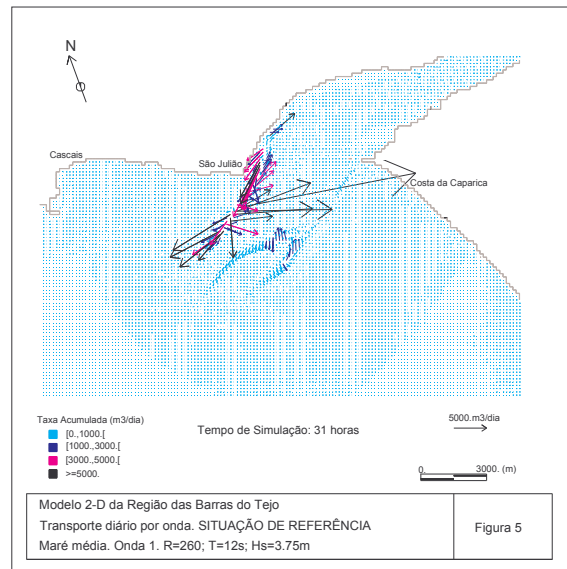 N
Cascais
São Julião
Costa da Caparica
Taxa Acumulada (m3/dia)
[0.,1000.[
[1000.,3000.[
[3000.,5000.[
>=5000.
Tempo de Simulação: 31 horas
5000.m3/dia
0. 3000. (m)
Modelo 2-D da Região das Barras do Tejo
Transporte diário por onda. SITUAÇÃO DE REFERÊNCIA
Maré média. Onda 1. R=260; T=12s; Hs=3.75m
Figura 5